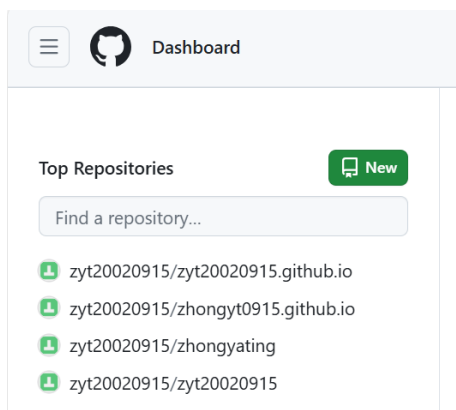 Dashboard
Top Repositories
New
Find a repository...
zyt20020915/zyt20020915.github.io
zyt20020915/zhongyt0915.github.io
zyt20020915/zhongyating
zyt20020915/zyt20020915